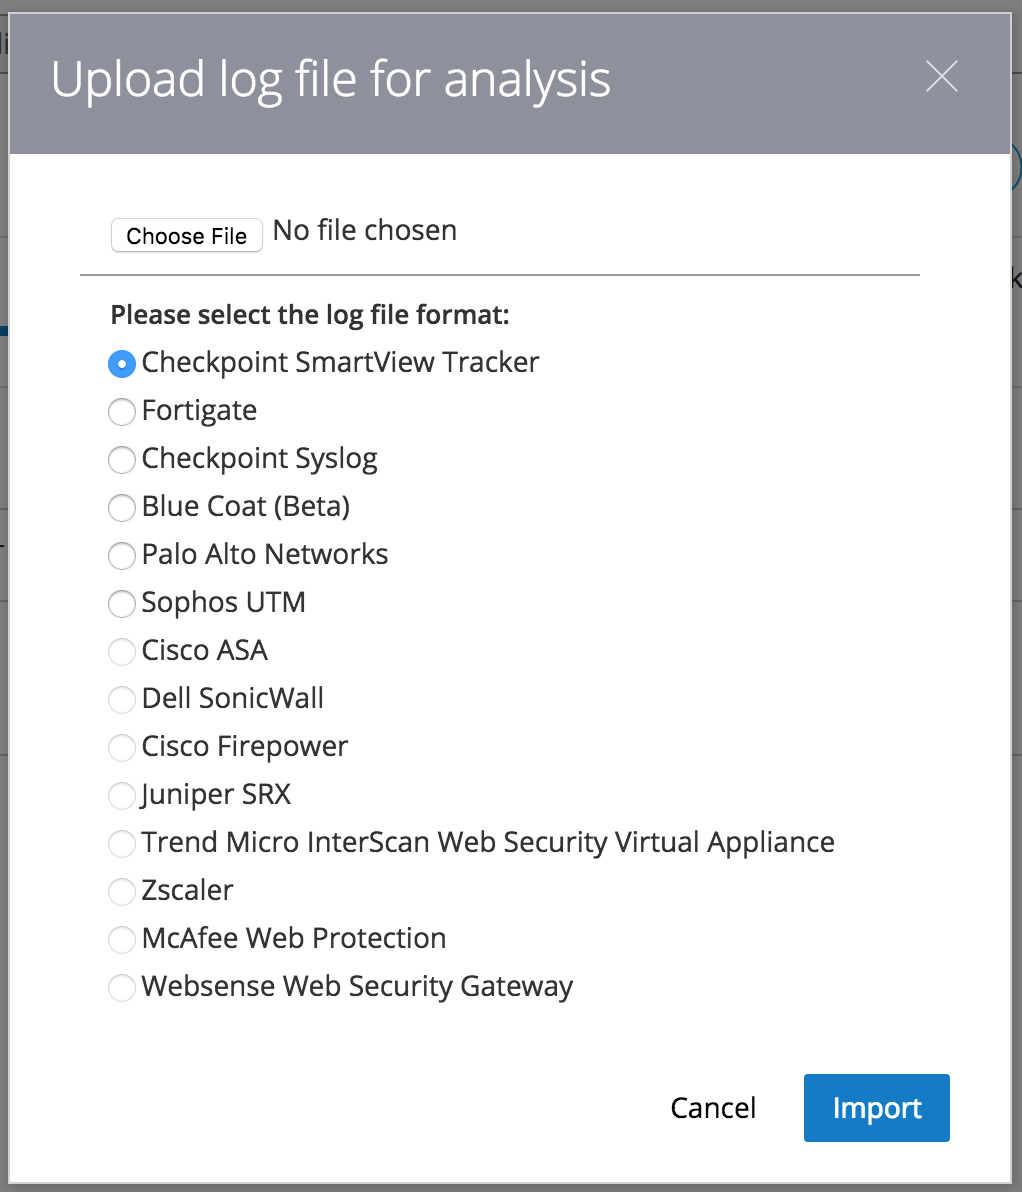 Upload log file for analysis
Choose File No file chosen
Please select the log file format:
Checkpoint SmartView Tracker
Fortigate
Checkpoint Syslog
Blue Coat (Beta)
Palo Alto Networks
Sophos UTM
Cisco ASA
Dell SonicWall
Cisco Firepower
Juniper SRX
Trend Micro InterScan Web Security Virtual Appliance
Zscaler
McAfee Web Protection
Websense Web Security Gateway
Cancel Import